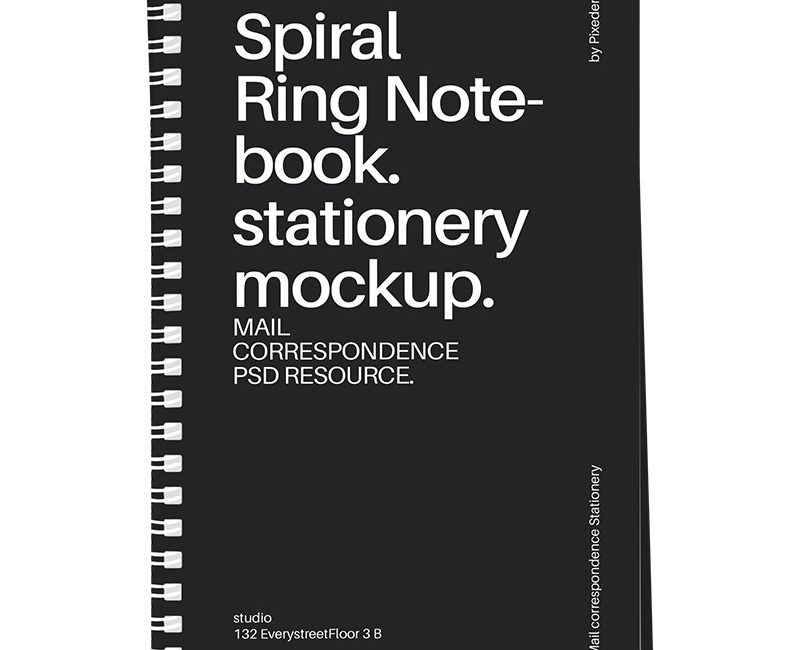 Spiral
Ring Note-
book.
stationery
mockup.
MAIL
CORRESPONDENCE
PSD RESOURCE.
studio
132 EverystreetFloor 3 B
by Pixeden
Mail correspondence Stationery